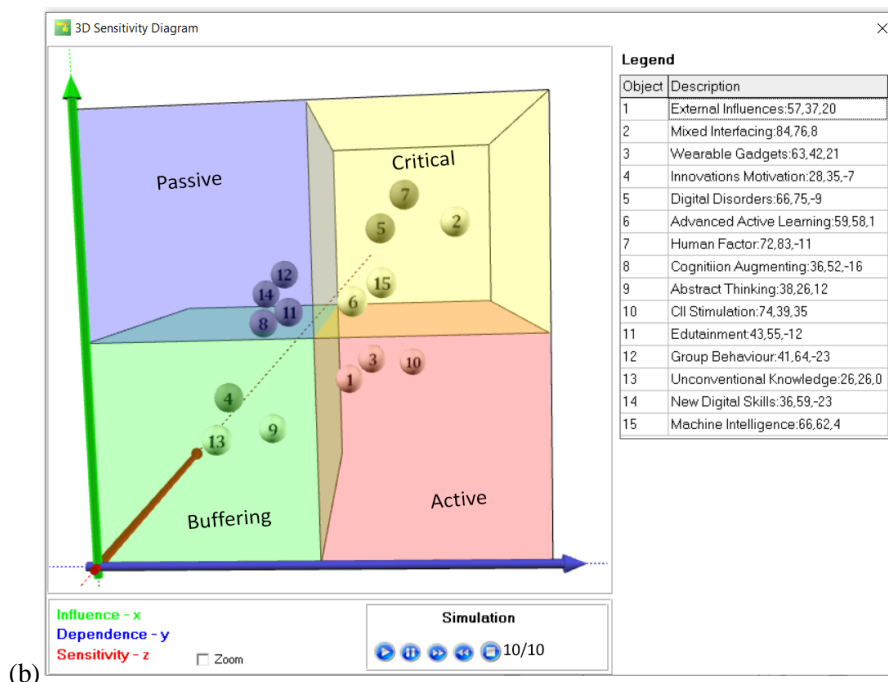 3D Sensitivity Diagram
Passive
Critical
Buffering
Active
7
2
5
12
15
14
6
11
8
3
10
1
4
13
9
Legend
Object Description
1 External Influences:57,37,20
2 Mixed Interfacing:84,76,8
3 Wearable Gadgets:63,42,21
4 Innovations Motivation:28,35,-7
5 Digital Disorders:66,75,-9
6 Advanced Active Learning:59,58,1
7 Human Factor:72,83,-11
8 Cognitiion Augmenting:36,52,-16
9 Abstract Thinking:38,26,12
10 CII Stimulation:74,39,35
11 Edutainment:43,55,-12
12 Group Behaviour:41,64,-23
13 Unconventional Knowledge:26,26,0
14 New Digital Skills:36,59,-23
15 Machine Intelligence:66,62,4
Influence - x
Dependence - y
Sensitivity - z
Zoom
Simulation
10/10
(b)